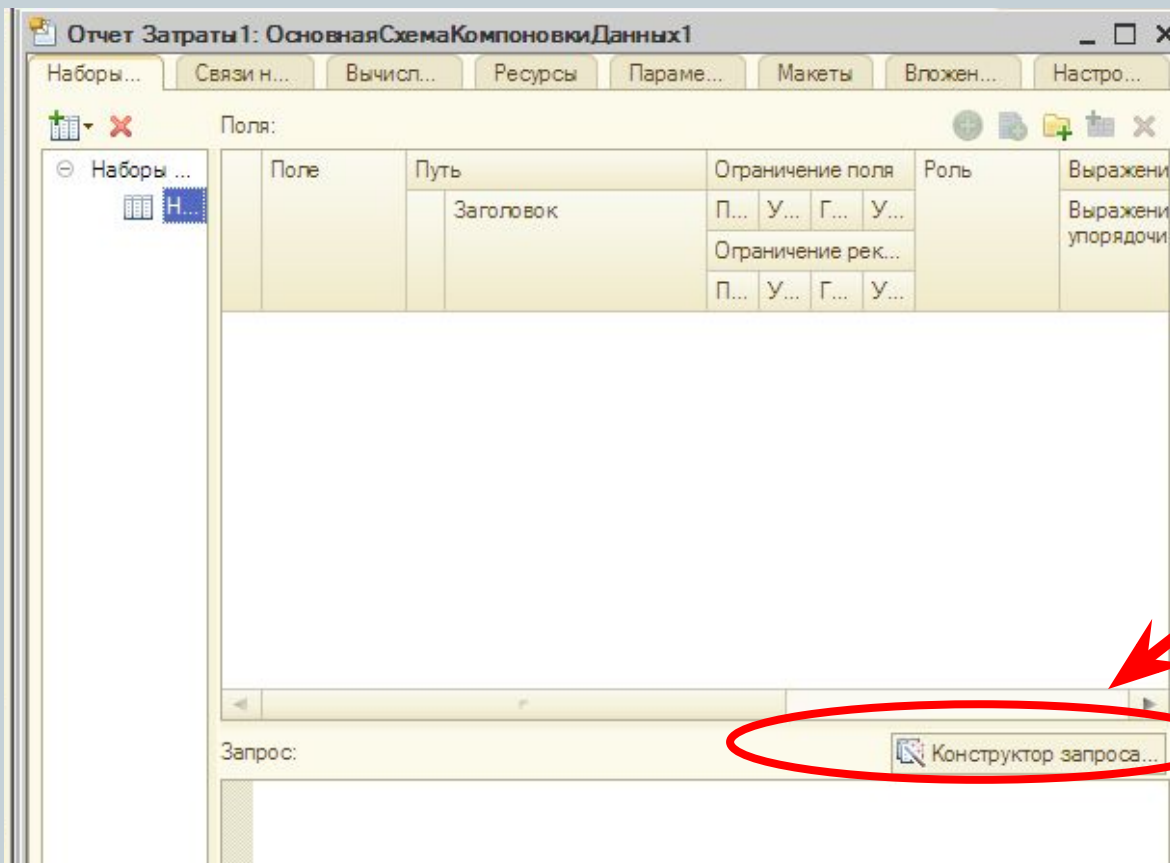 Отчет Затраты1: ОсновнаяСхемаКомпоновкиДанных1
Наборы... Связи н... Вычисл... Ресурсы Параме... Макеты Вложен... Настро...
Поля:
Наборы ...
Н...
Поле Путь Ограничение поля Роль Выражени
Заголовок П... У... Г... У... Выражени
упорядочи
Ограничение рек...
П... У... Г... У...
Запрос: Конструктор запроса...